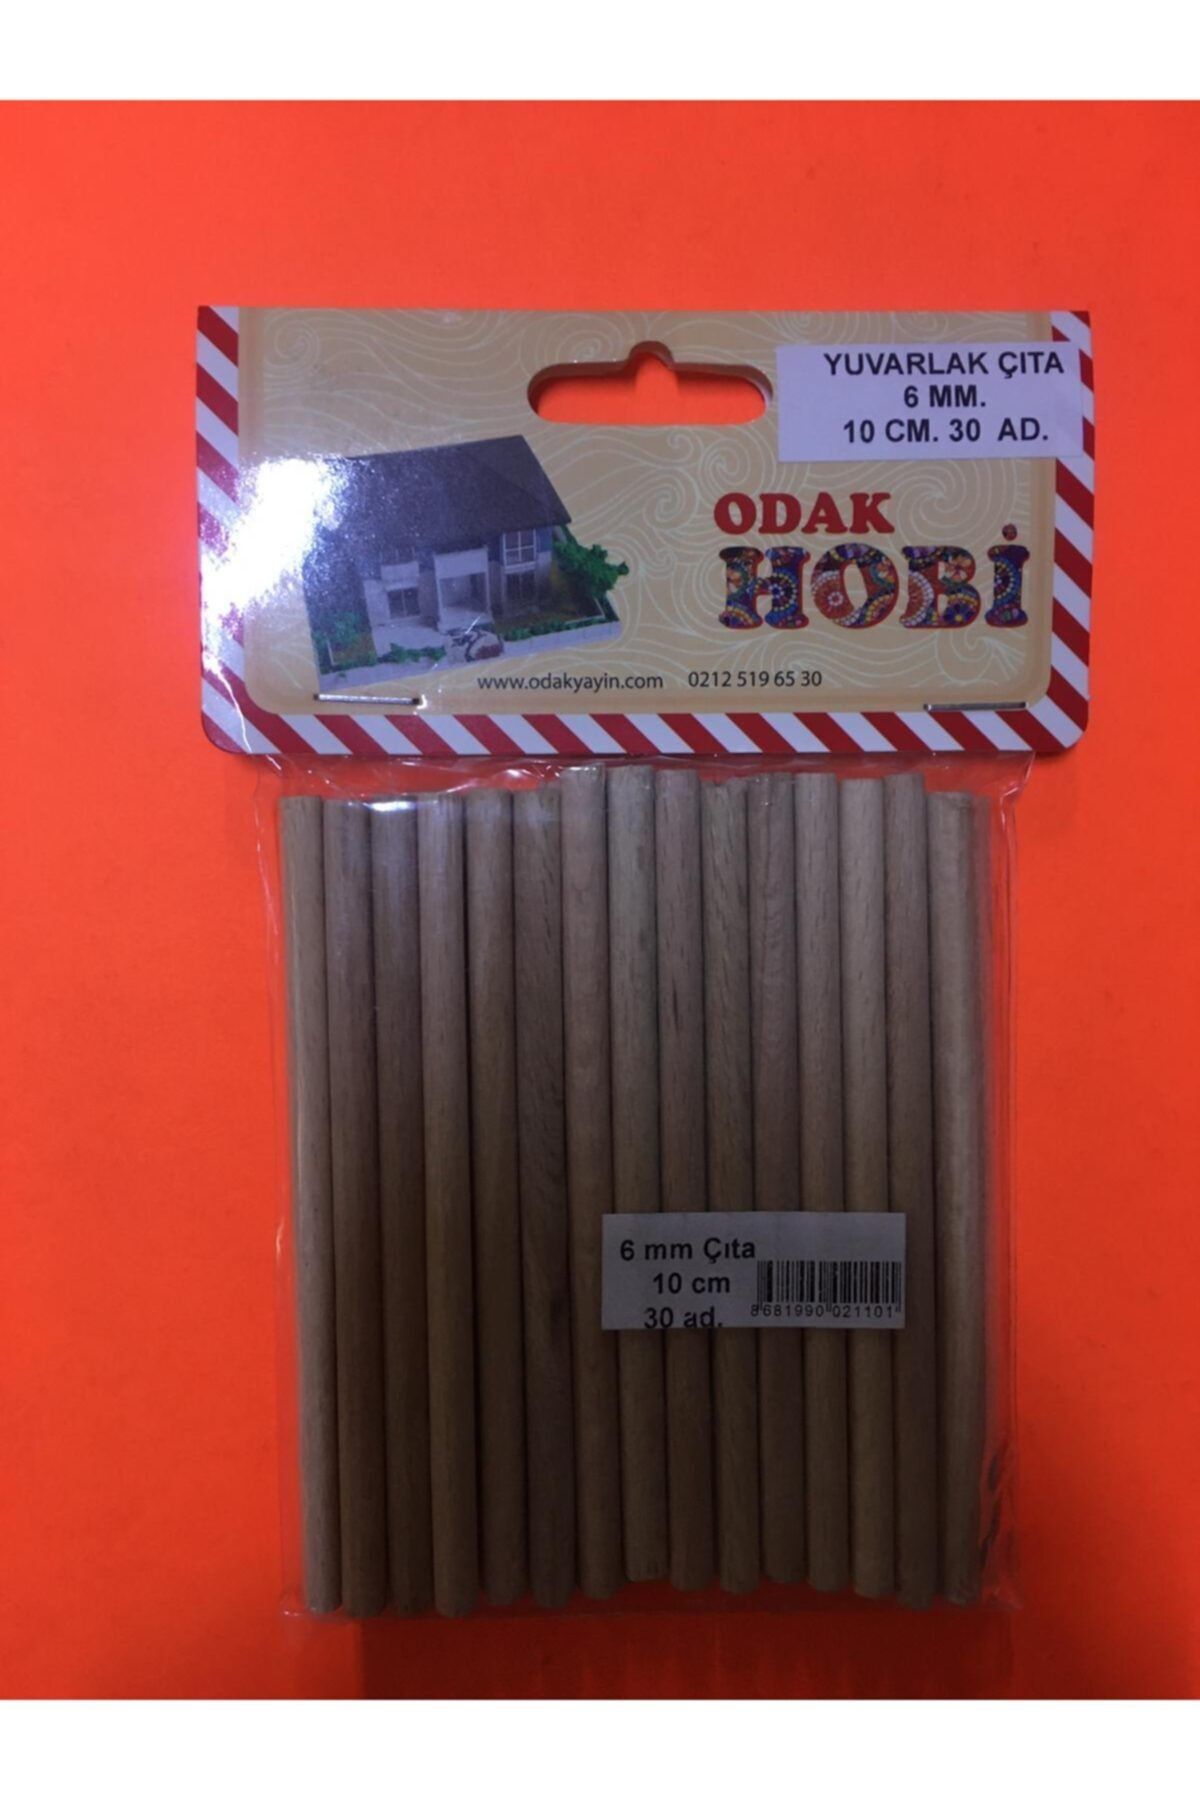 YUVARLAK ÇITA
6 MM.
10 CM. 30 AD.
ODAK
HOBİ
www.odakyayin.com 0212 519 65 30
6 mm Çıta
10 cm
30 ad.
8681990 021101